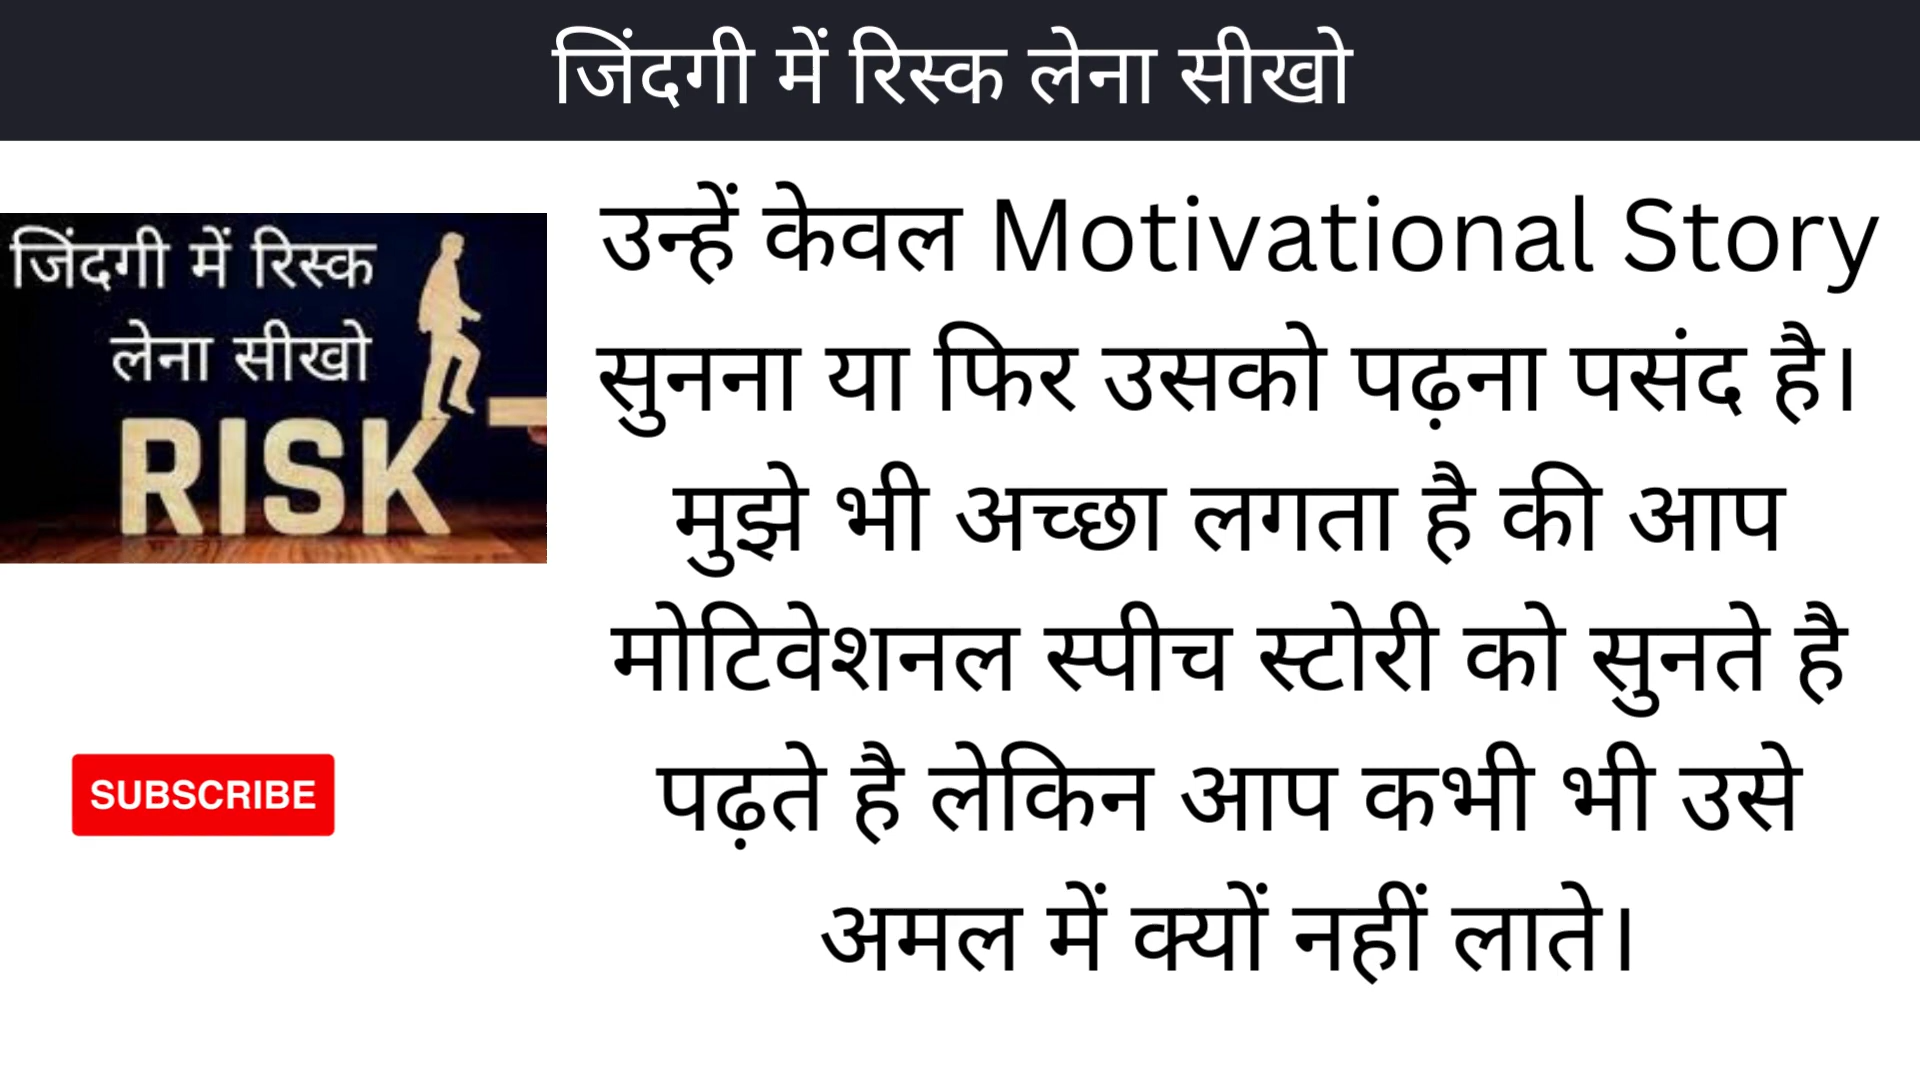 जिंदगी में रिस्क लेना सीखो
जिंदगी में रिस्क
लेना सीखो
RISK
उन्हें केवल Motivational Story
सुनना या फिर उसको पढ़ना पसंद है।
मुझे भी अच्छा लगता है की आप
मोटिवेशनल स्पीच स्टोरी को सुनते है
पढ़ते है लेकिन आप कभी भी उसे
अमल में क्यों नहीं लाते।
SUBSCRIBE